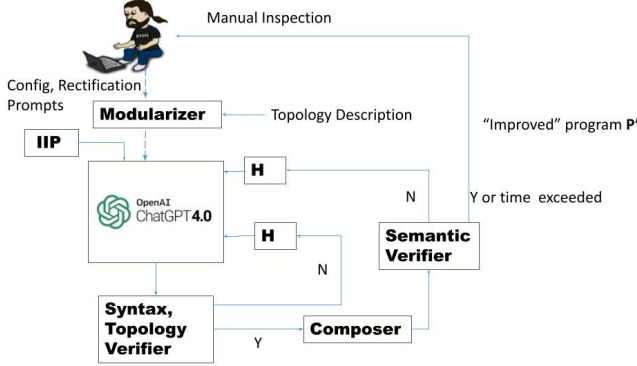 Manual Inspection
Config, Rectification
Prompts
Modularizer
Topology Description
"Improved" program P'
IIP
H
OpenAI
ChatGPT4.0
N
Y or time exceeded
H
Semantic
Verifier
N
Syntax,
Topology
Verifier
Composer
Y